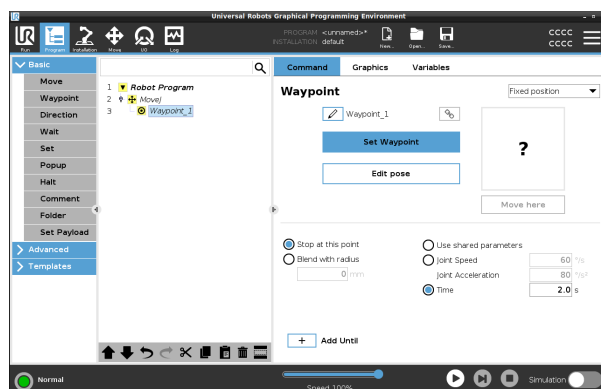 Universal Robots Graphical Programming Environment
Run Program Installation Move I/O Log
PROGRAM <unnamed>*
INSTALLATION default
New... Open... Save...
CCCC
CCCC
Basic
Move
Waypoint
Direction
Wait
Set
Popup
Halt
Comment
Folder
Set Payload
Advanced
Templates
1 Robot Program
2 MoveJ
3 Waypoint_1
Command Graphics Variables
Waypoint
Fixed position
Waypoint_1
Set Waypoint
Edit pose
?
Move here
Stop at this point
Blend with radius
0 mm
Use shared parameters
Joint Speed 60 °/s
Joint Acceleration 80 °/s²
Time 2.0 s
+ Add Until
Normal
Speed 100%
Simulation